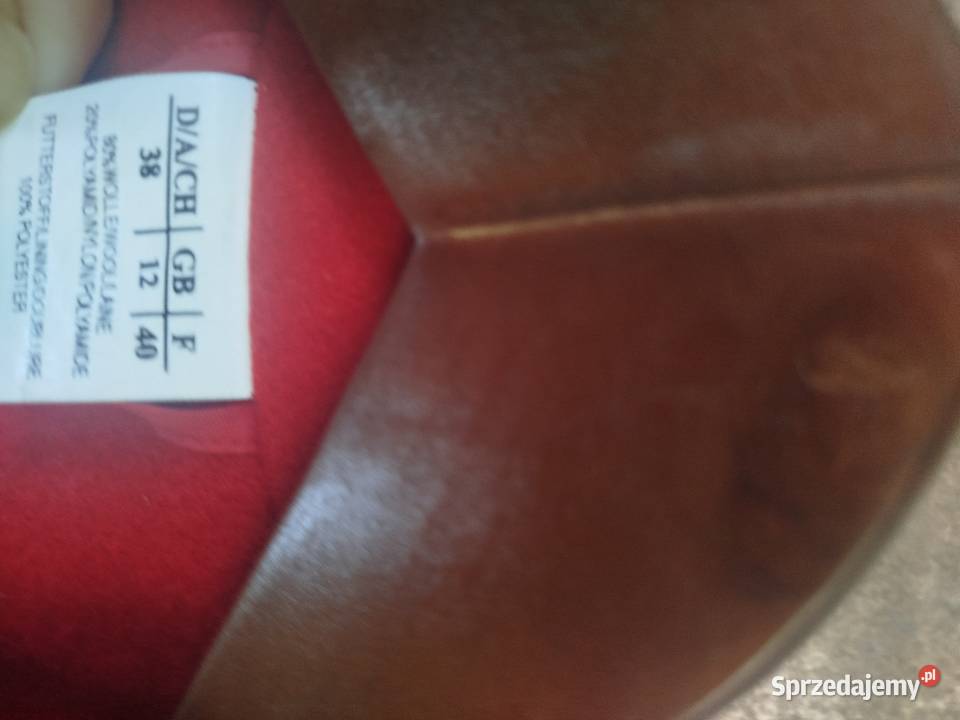 D/A/CH | GB | F
38 | 12 | 40
80%WOLLE/WOOL/LAINE
20%POLYAMID/NYLON/POLYAMIDE
FUTTERSTOFF/LINING/DOUBLURE
100% POLYESTER
Sprzedajemy.pl